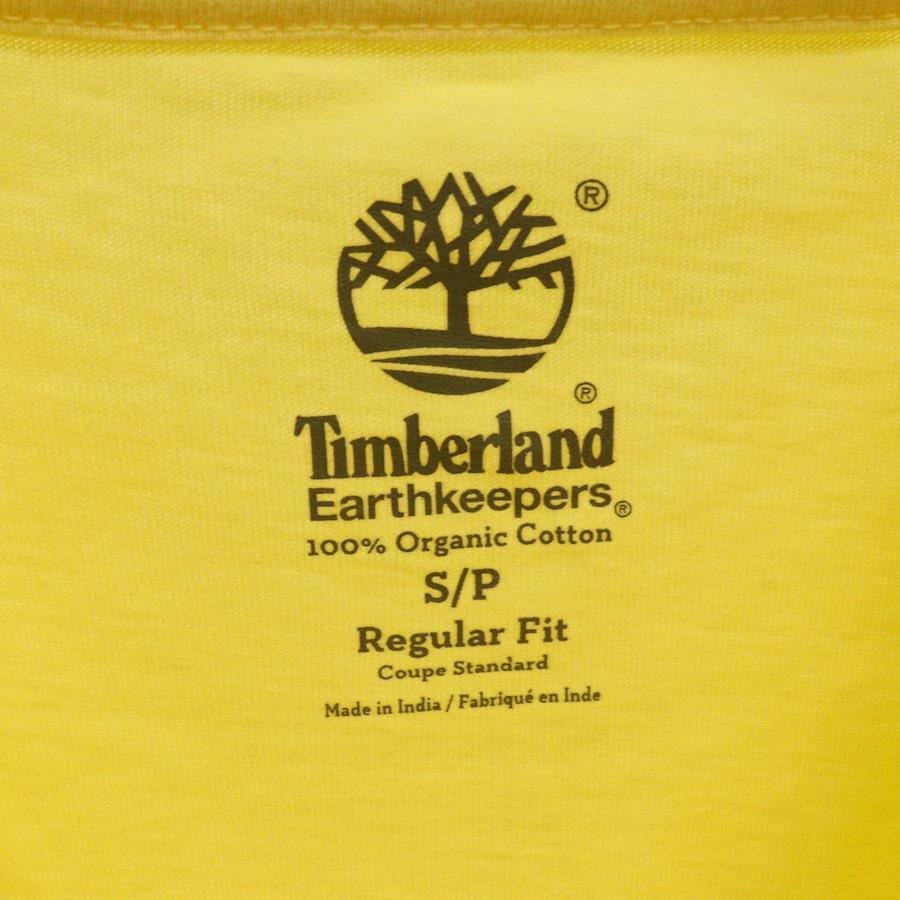 ®
®
Timberland
Earthkeepers®
100% Organic Cotton
S/P
Regular Fit
Coupe Standard
Made in India / Fabriqué en Inde